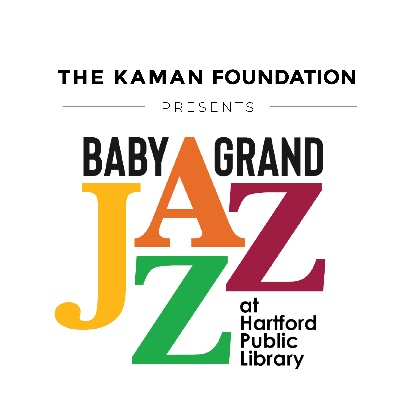 THE KAMAN FOUNDATION
PRESENTS
BABY GRAND
JAZZ
at
Hartford
Public
Library